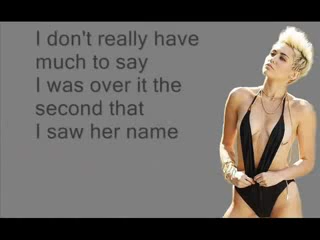 I don't really have
much to say
I was over it the
second that
I saw her name